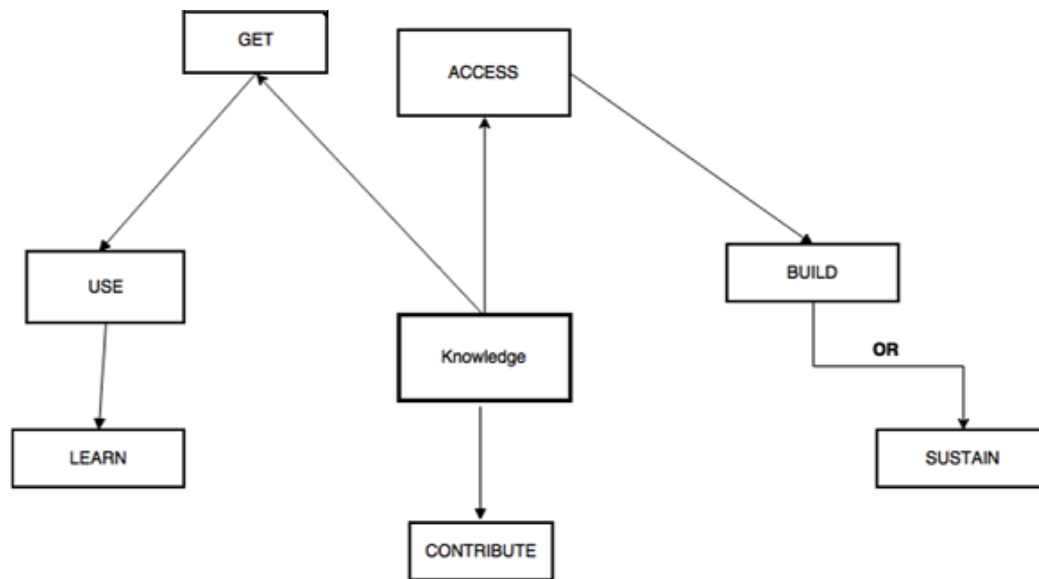 GET
ACCESS
USE
BUILD
Knowledge
OR
LEARN
SUSTAIN
CONTRIBUTE